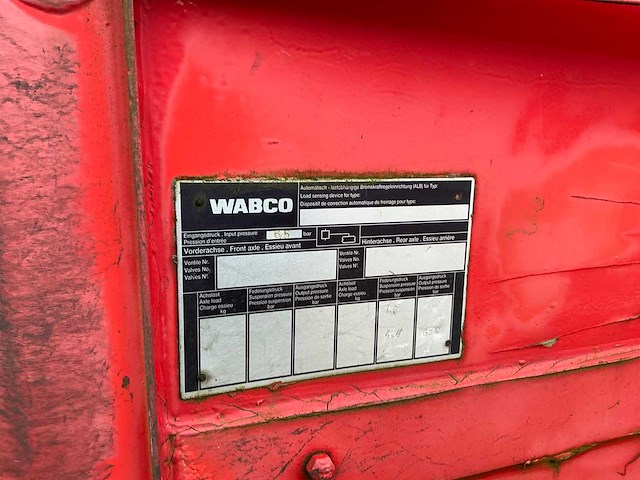 WABCO
Automatisch - lastabhängige Bremskraftregeleinrichtung (ALB) für Typ:
Load sensing device for type:
Dispositif de correction automatique de freinage pour type:
Eingangsdruck . Input pressure bar
Pression d'entrée
Vorderachse . Front axle . Essieu avant
Hinterachse . Rear axle . Essieu arrière
Ventile Nr.
Valves No.
Valves No.
Ventile Nr.
Valves No.
Valves No.
Achslast
Axle load
Charge essieu
kg
Federungsdruck
Suspension pressure
Pression suspension
bar
Ausgangsdruck
Output pressure
Pression de sortie
bar
Achslast
Axle load
Charge essieu
kg
Federungsdruck
Suspension pressure
Pression suspension
bar
Ausgangsdruck
Output pressure
Pression de sortie
bar